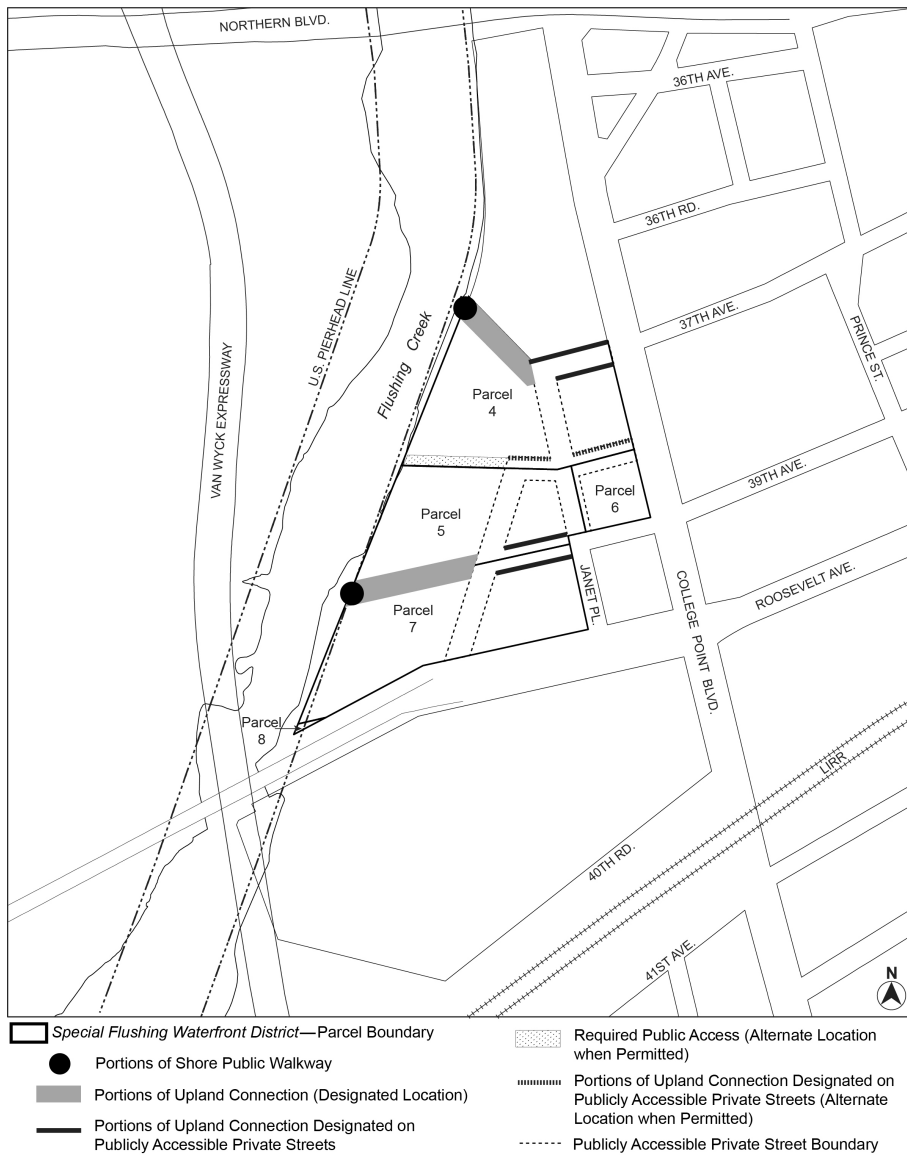 NORTHERN BLVD.
36TH AVE.
36TH RD.
37TH AVE.
PRINCE ST.
39TH AVE.
ROOSEVELT AVE.
U.S. PIERHEAD LINE
Flushing Creek
VAN WYCK EXPRESSWAY
Parcel
4
Parcel
5
Parcel
6
Parcel
7
Parcel
8
JANET PL.
COLLEGE POINT BLVD.
LIRR
40TH RD.
41ST AVE.
N
Special Flushing Waterfront District—Parcel Boundary
Portions of Shore Public Walkway
Portions of Upland Connection (Designated Location)
Portions of Upland Connection Designated on
Publicly Accessible Private Streets
Required Public Access (Alternate Location
when Permitted)
Portions of Upland Connection Designated on
Publicly Accessible Private Streets (Alternate
Location when Permitted)
Publicly Accessible Private Street Boundary